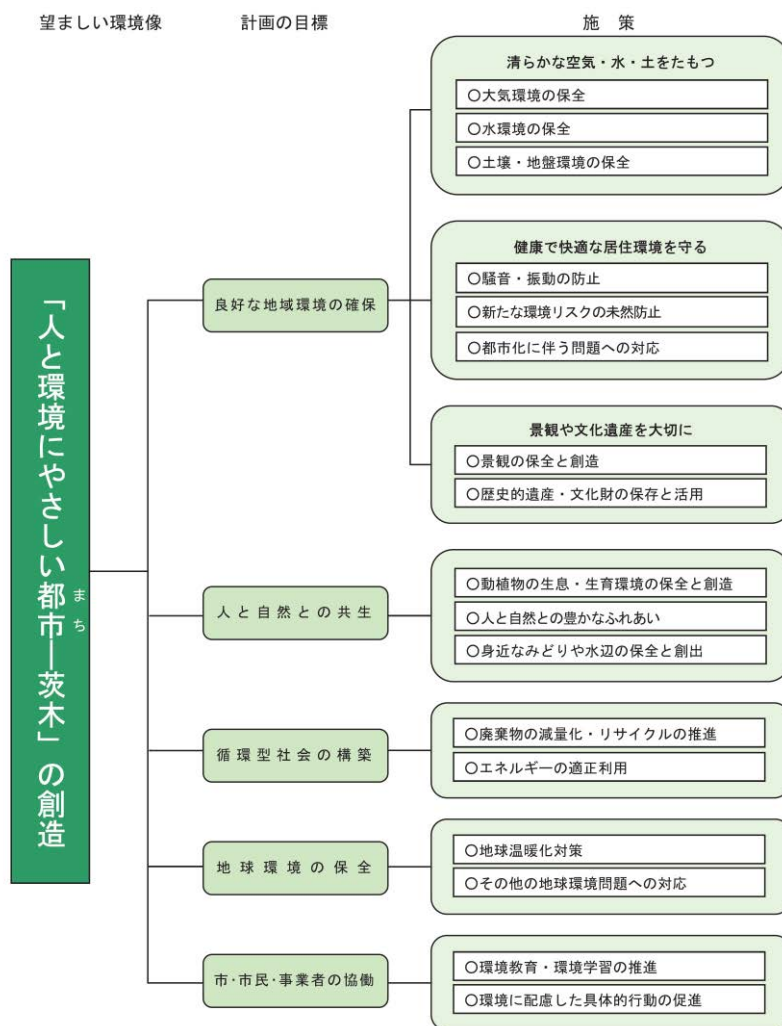 望ましい環境像
計画の目標
施策
「人と環境にやさしい都市―茨木」の創造
まち
良好な地域環境の確保
清らかな空気・水・土をたもつ
○大気環境の保全
○水環境の保全
○土壌・地盤環境の保全
健康で快適な居住環境を守る
○騒音・振動の防止
○新たな環境リスクの未然防止
○都市化に伴う問題への対応
景観や文化遺産を大切に
○景観の保全と創造
○歴史的遺産・文化財の保存と活用
人と自然との共生
○動植物の生息・生育環境の保全と創造
○人と自然との豊かなふれあい
○身近なみどりや水辺の保全と創出
循環型社会の構築
○廃棄物の減量化・リサイクルの推進
○エネルギーの適正利用
地球環境の保全
○地球温暖化対策
○その他の地球環境問題への対応
市・市民・事業者の協働
○環境教育・環境学習の推進
○環境に配慮した具体的行動の促進